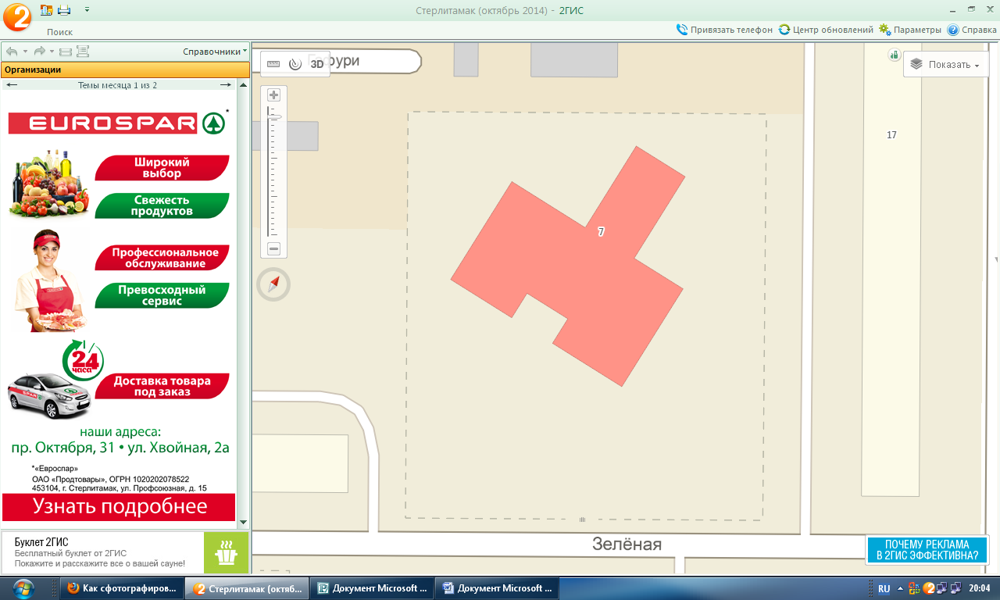 Стерлитамак (октябрь 2014) - 2ГИС
Поиск
Привязать телефон
Центр обновлений
Параметры
Справка
Справочники
Организации
Темы месяца 1 из 2
EUROSPAR
*
Широкий
выбор
Свежесть
продуктов
Профессиональное
обслуживание
Превосходный
сервис
24
часа
SPAR
Доставка товара
под заказ
наши адреса:
пр. Октября, 31 • ул. Хвойная, 2а
*«Евроспар»
ОАО «Продтовары», ОГРН 1020202078522
453104, г. Стерлитамак, ул. Профсоюзная, д. 15
Узнать подробнее
Буклет 2ГИС
Бесплатный буклет от 2ГИС
Покажите и расскажите все о вашей сауне!
3D
Показать
17
7
Зелёная
ПОЧЕМУ РЕКЛАМА
В 2ГИС ЭФФЕКТИВНА?
Как сфотографиров...
Стерлитамак (октяб...
Документ Microsoft ...
Документ Microsoft ...
RU
20:04